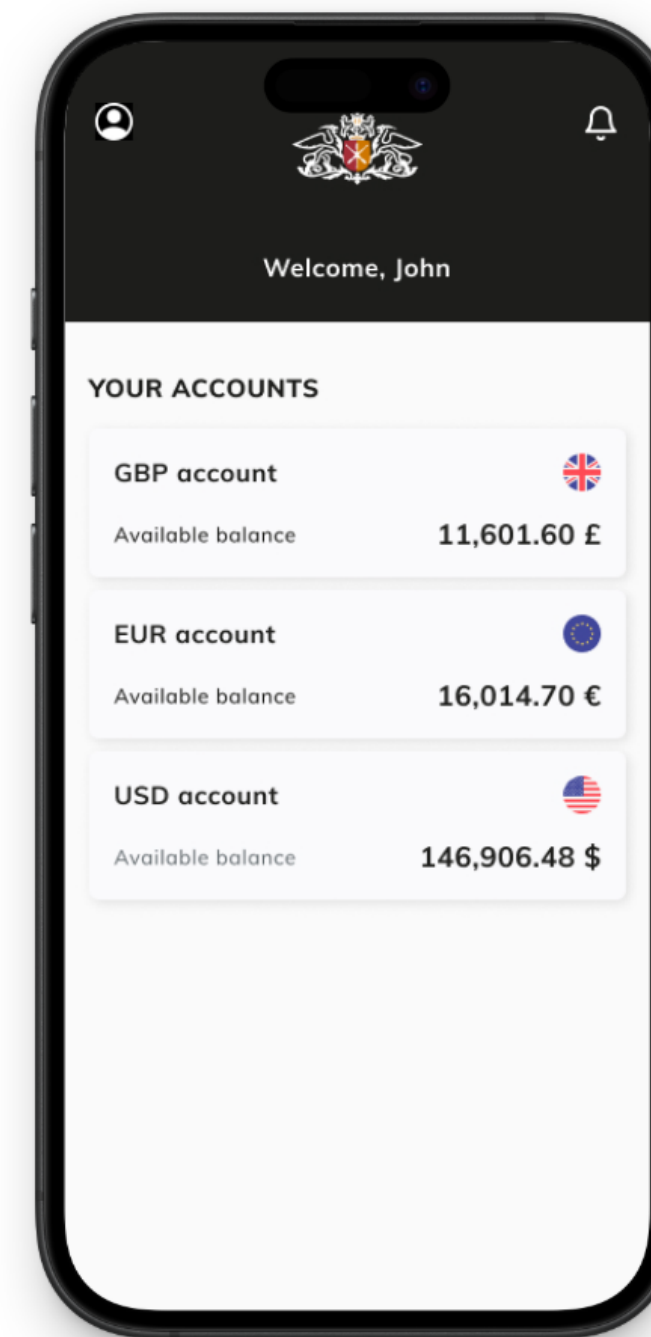 Welcome, John
YOUR ACCOUNTS
GBP account
Available balance 11,601.60 £
EUR account
Available balance 16,014.70 €
USD account
Available balance 146,906.48 $